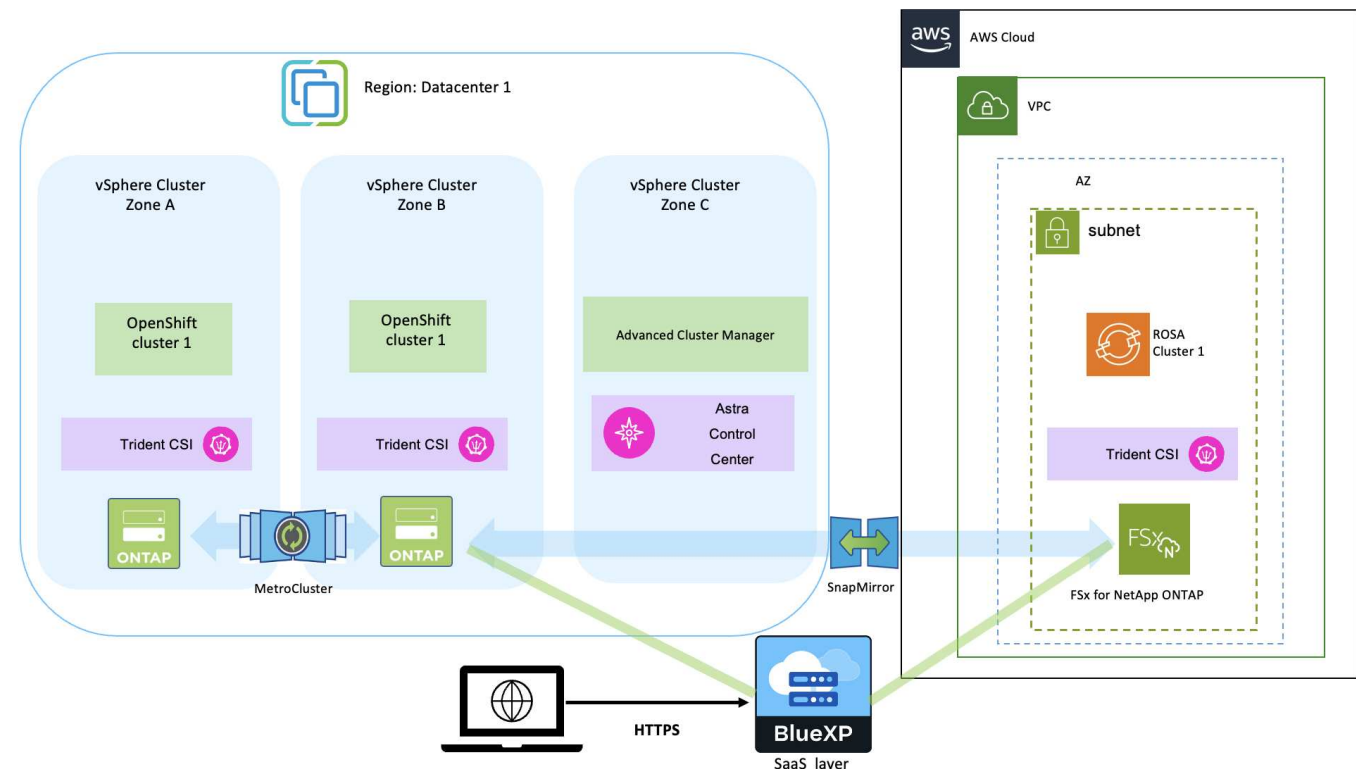 Region: Datacenter 1
vSphere Cluster
Zone A
vSphere Cluster
Zone B
vSphere Cluster
Zone C
OpenShift
cluster 1
OpenShift
cluster 1
Advanced Cluster Manager
Trident CSI
Trident CSI
Astra
Control
Center
ONTAP
ONTAP
MetroCluster
SnapMirror
aws
AWS Cloud
VPC
AZ
subnet
ROSA
Cluster 1
Trident CSI
FSx
N
FSx for NetApp ONTAP
HTTPS
BlueXP
SaaS layer